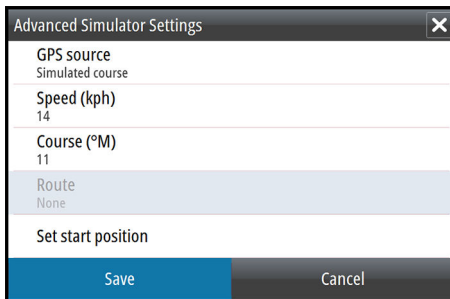 Advanced Simulator Settings
GPS source
Simulated course
Speed (kph)
14
Course (°M)
11
Route
None
Set start position
Save Cancel